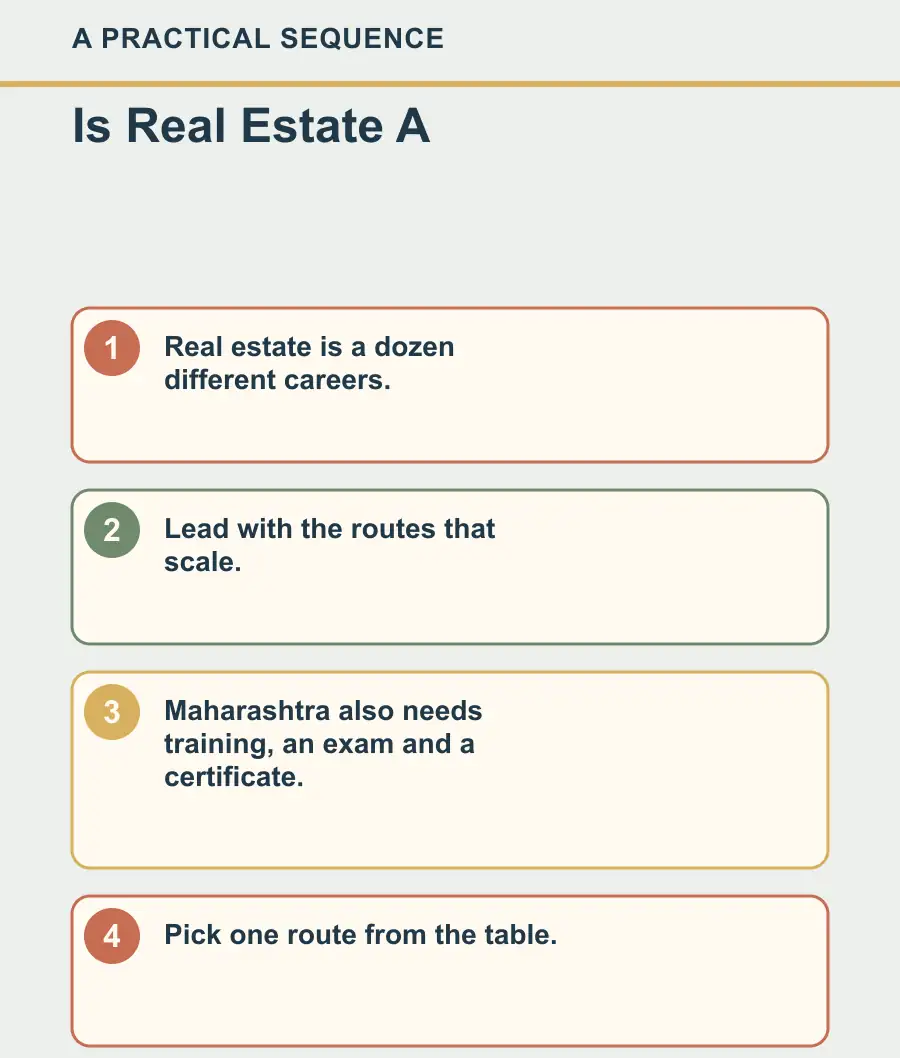 A PRACTICAL SEQUENCE
Is Real Estate A
1
Real estate is a dozen
different careers.
2
Lead with the routes that
scale.
3
Maharashtra also needs
training, an exam and a
certificate.
4
Pick one route from the table.